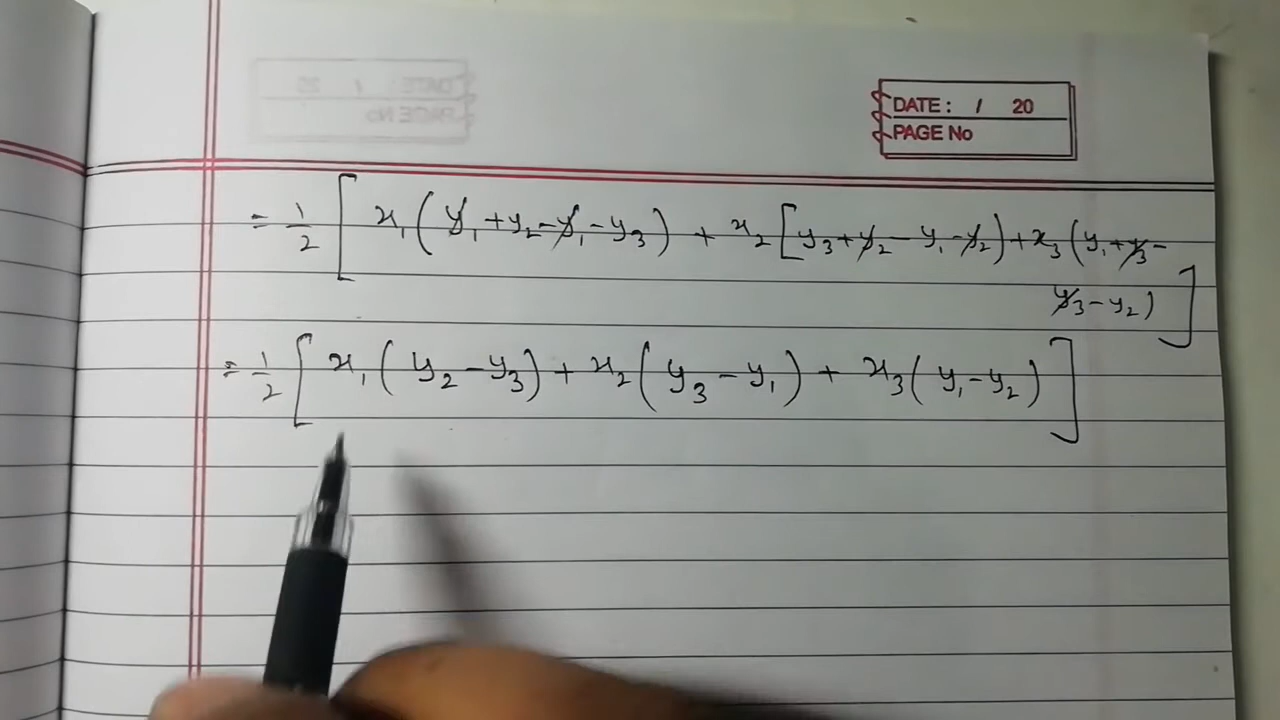 DATE : / 20
PAGE No
= 1/2 [ x₁ ( y₁ + y₂ - y₁ - y₃ ) + x₂ [ y₃ + y₂ - y₁ - y₂ ) + x₃ ( y₁ + y₃ -
y₃ - y₂ ) ]
= 1/2 [ x₁ ( y₂ - y₃ ) + x₂ ( y₃ - y₁ ) + x₃ ( y₁ - y₂ ) ]